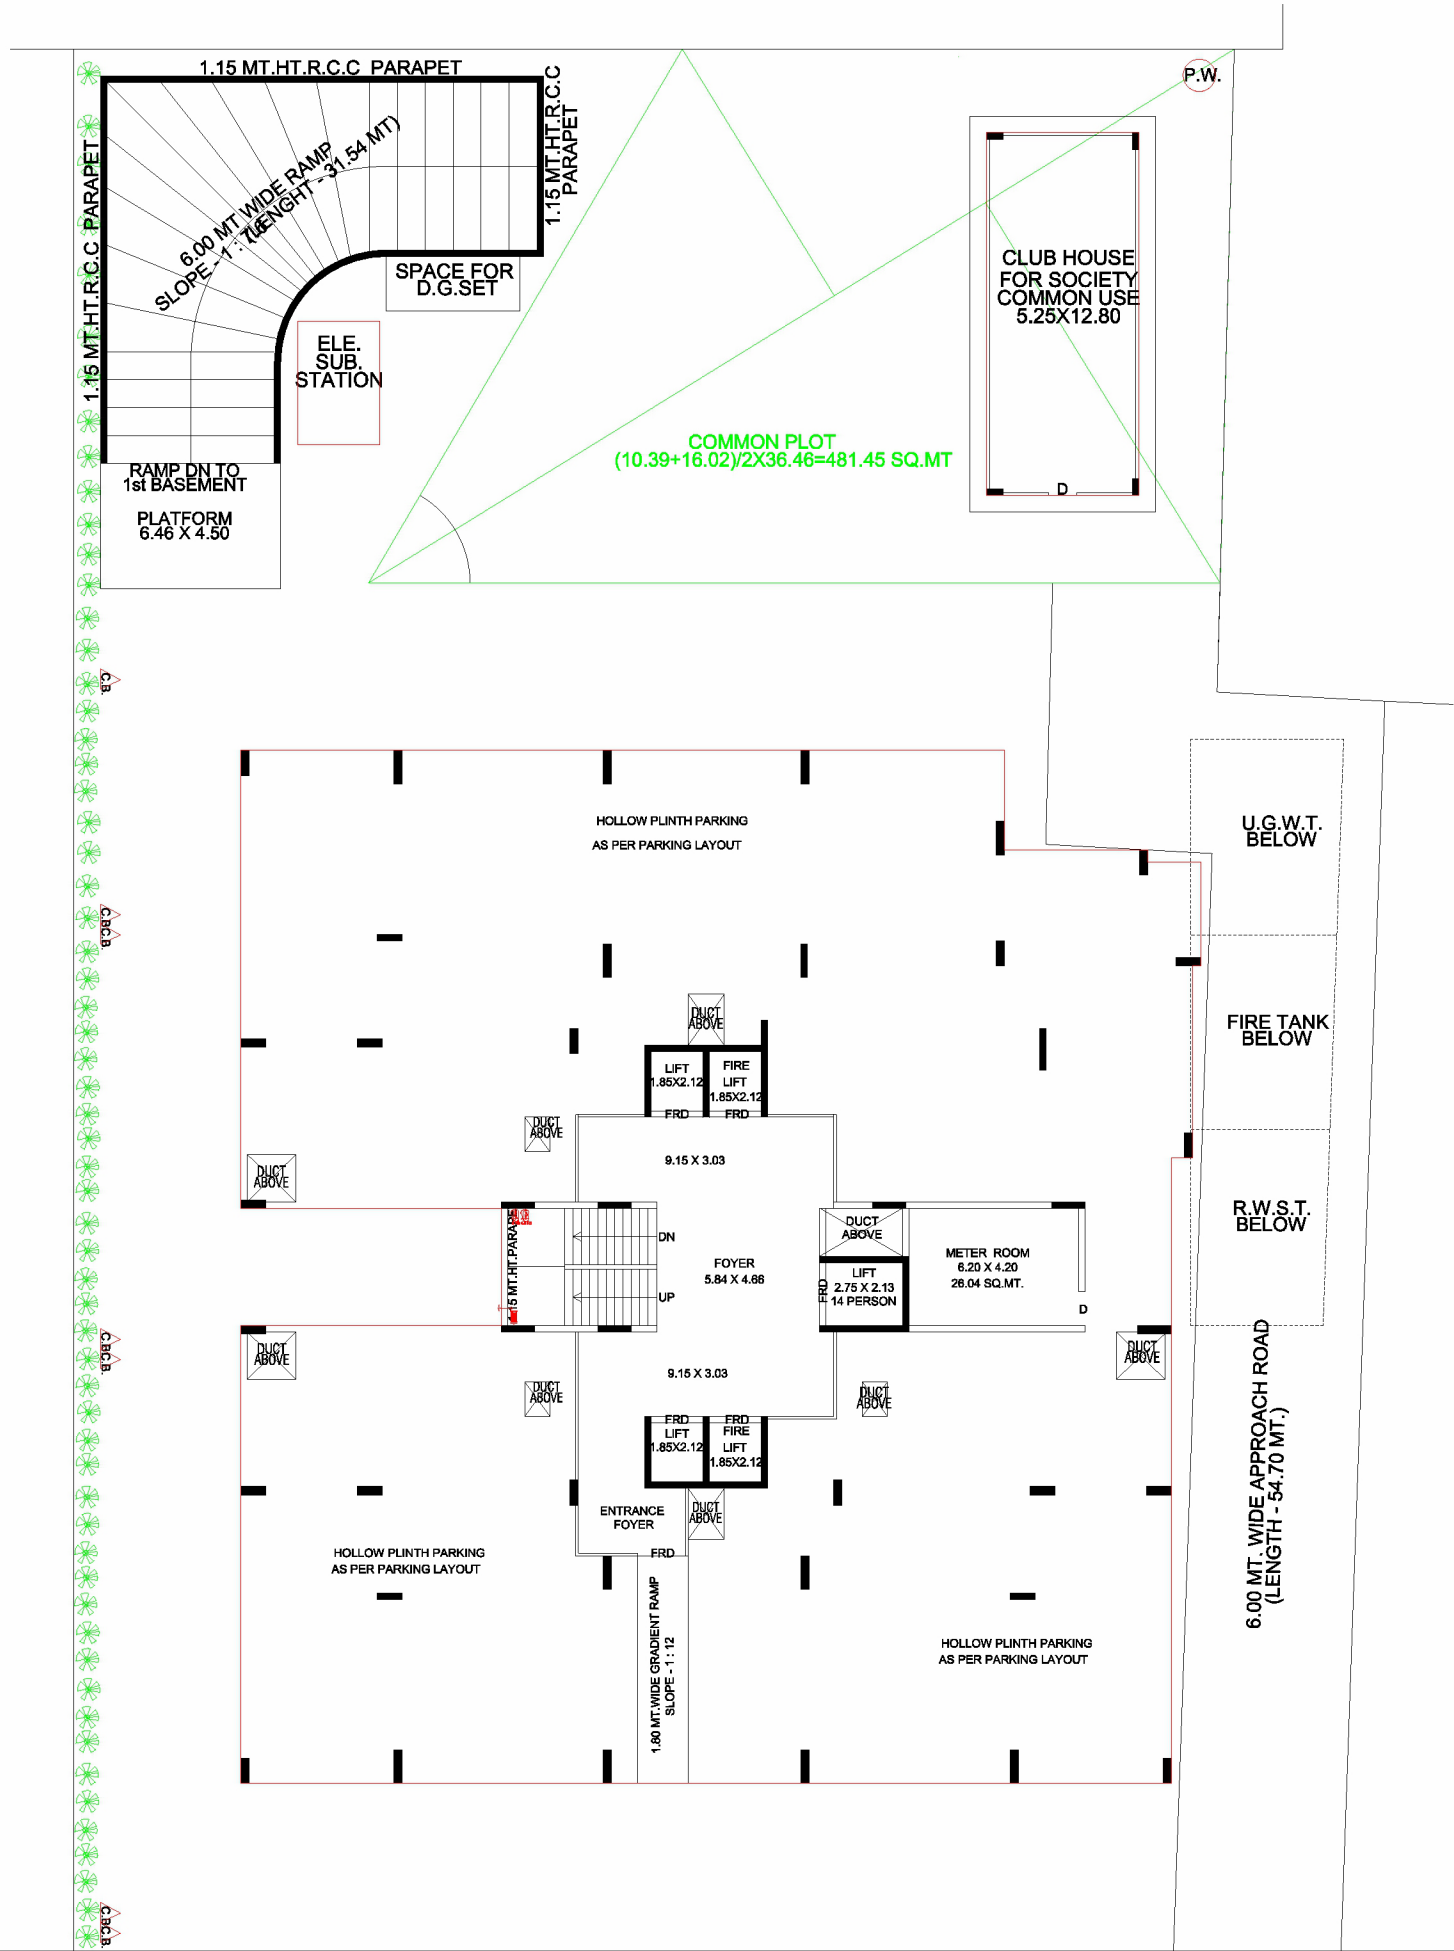 1.15 MT.HT.R.C.C PARAPET
1.15 MT.HT.R.C.C
PARAPET
1.15 MT.HT.R.C.C PARAPET
6.00 MT WIDE RAMP
(LENGHT - 31.54 MT)
SLOPE - 1 : 7.6
SPACE FOR
D.G.SET
ELE.
SUB.
STATION
RAMP DN TO
1st BASEMENT
PLATFORM
6.46 X 4.50
P.W.
CLUB HOUSE
FOR SOCIETY
COMMON USE
5.25X12.80
D
COMMON PLOT
(10.39+16.02)/2X36.46=481.45 SQ.MT
C.B.
HOLLOW PLINTH PARKING
AS PER PARKING LAYOUT
U.G.W.T.
BELOW
C.B.
C.B.
FIRE TANK
BELOW
DUCT
ABOVE
LIFT
1.85X2.12
FIRE
LIFT
1.85X2.12
FRD
FRD
DUCT
ABOVE
9.15 X 3.03
DUCT
ABOVE
R.W.S.T.
BELOW
DN
UP
FOYER
5.84 X 4.66
DUCT
ABOVE
FRD
LIFT
2.75 X 2.13
14 PERSON
METER ROOM
6.20 X 4.20
26.04 SQ.MT.
D
C.B.
C.B.
DUCT
ABOVE
DUCT
ABOVE
9.15 X 3.03
DUCT
ABOVE
DUCT
ABOVE
FRD
FRD
LIFT
1.85X2.12
FIRE
LIFT
1.85X2.12
6.00 MT. WIDE APPROACH ROAD
(LENGTH - 54.70 MT.)
ENTRANCE
FOYER
DUCT
ABOVE
FRD
HOLLOW PLINTH PARKING
AS PER PARKING LAYOUT
1.80 MT.WIDE GRADIENT RAMP
SLOPE - 1 : 12
HOLLOW PLINTH PARKING
AS PER PARKING LAYOUT
C.B.
C.B.